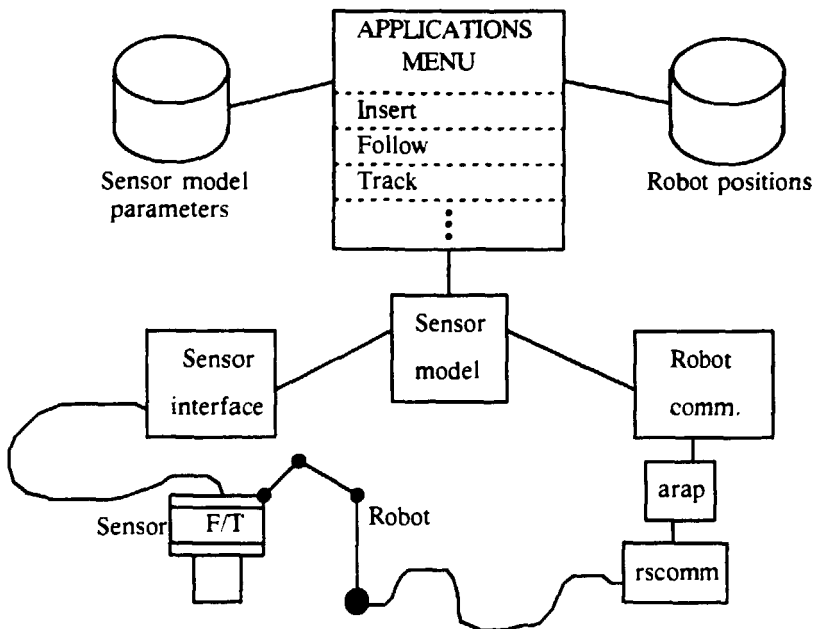 APPLICATIONS
MENU
Insert
Follow
Track
Sensor model
parameters
Robot positions
Sensor
model
Sensor
interface
Robot
comm.
arap
rscomm
Sensor
F/T
Robot